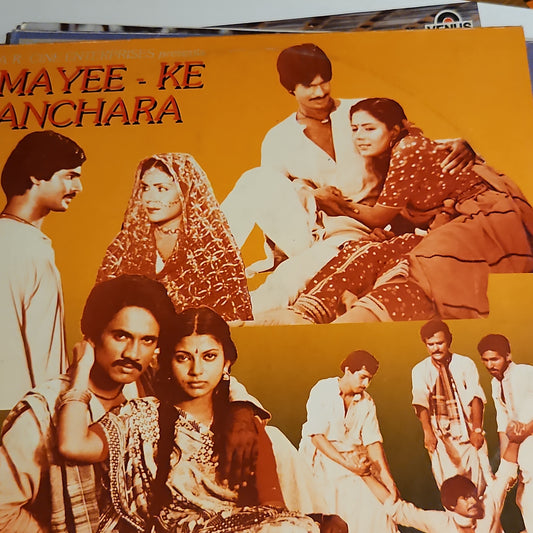 CINE ENTERPRISES presents
MAYEE - KE
ANCHARA
VENUS